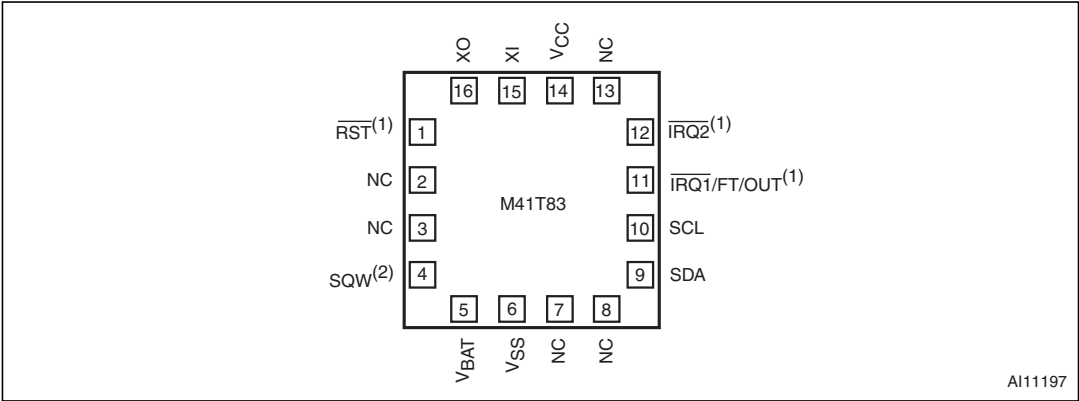 XO XI VCC NC
16 15 14 13
RST(1) 1 12 IRQ2(1)
NC 2 11 IRQ1/FT/OUT(1)
M41T83
NC 3 10 SCL
SQW(2) 4 9 SDA
5 6 7 8
VBAT VSS NC NC
AI11197